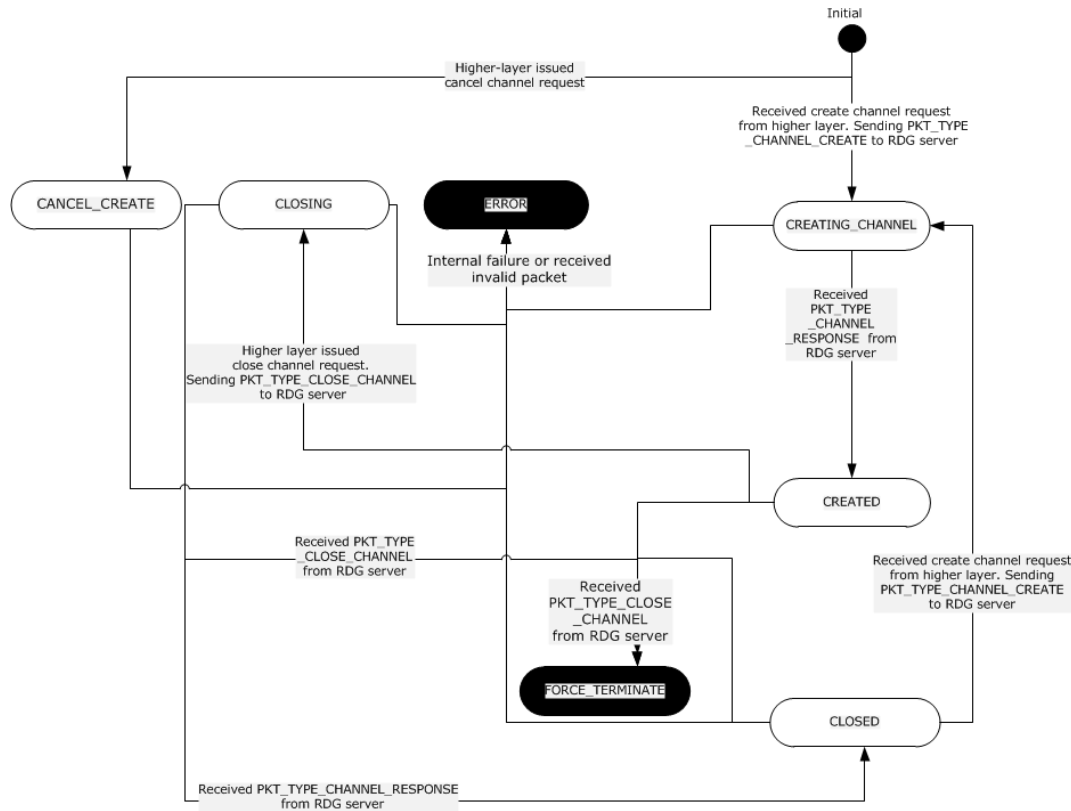 Initial
Higher-layer issued
cancel channel request
Received create channel request
from higher layer. Sending PKT_TYPE
_CHANNEL_CREATE to RDG server
CANCEL_CREATE
CLOSING
ERROR
CREATING_CHANNEL
Internal failure or received
invalid packet
Received
PKT_TYPE
_CHANNEL
_RESPONSE from
RDG server
Higher layer issued
close channel request.
Sending PKT_TYPE_CLOSE_CHANNEL
to RDG server
CREATED
Received PKT_TYPE
_CLOSE_CHANNEL
from RDG server
Received create channel request
from higher layer. Sending
PKT_TYPE_CHANNEL_CREATE
to RDG server
Received
PKT_TYPE_CLOSE
_CHANNEL
from RDG server
FORCE_TERMINATE
CLOSED
Received PKT_TYPE_CHANNEL_RESPONSE
from RDG server